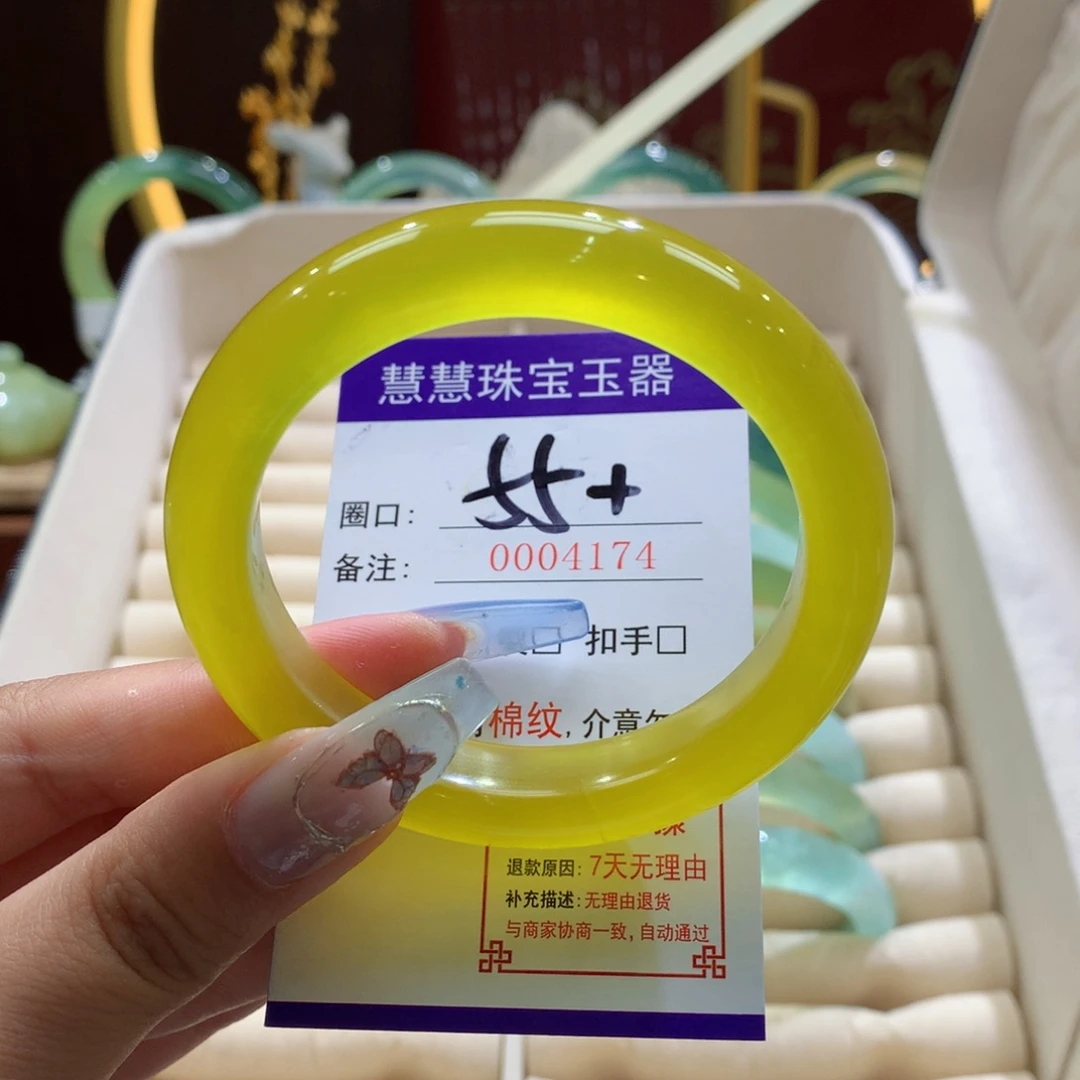 慧慧珠宝玉器
圈口: 55+
备注: 0004174
扣手□
棉纹, 介意
退款原因: 7天无理由
补充描述: 无理由退货
与商家协商一致, 自动通过